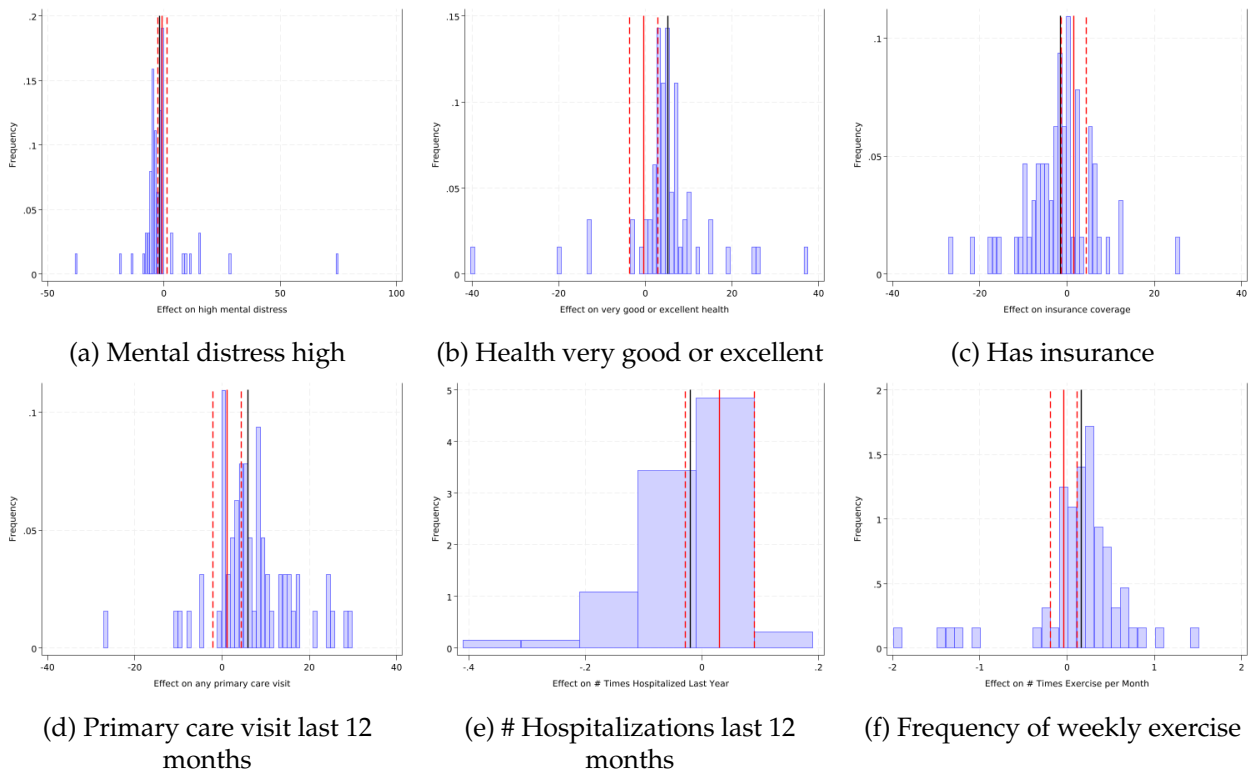 .2
.15
.1
.05
0
Frequency
-50
0
50
100
Effect on high mental distress
(a) Mental distress high
.15
.1
.05
0
Frequency
-40
-20
0
20
40
Effect on very good or excellent health
(b) Health very good or excellent
.1
.05
0
Frequency
-40
-20
0
20
40
Effect on insurance coverage
(c) Has insurance
.1
.05
0
Frequency
-40
-20
0
20
40
Effect on any primary care visit
(d) Primary care visit last 12
months
5
4
3
2
1
0
Frequency
-.4
-.2
0
.2
Effect on # Times Hospitalized Last Year
(e) # Hospitalizations last 12
months
2
1.5
1
.5
0
Frequency
-2
-1
0
1
2
Effect on # Times Exercise per Month
(f) Frequency of weekly exercise